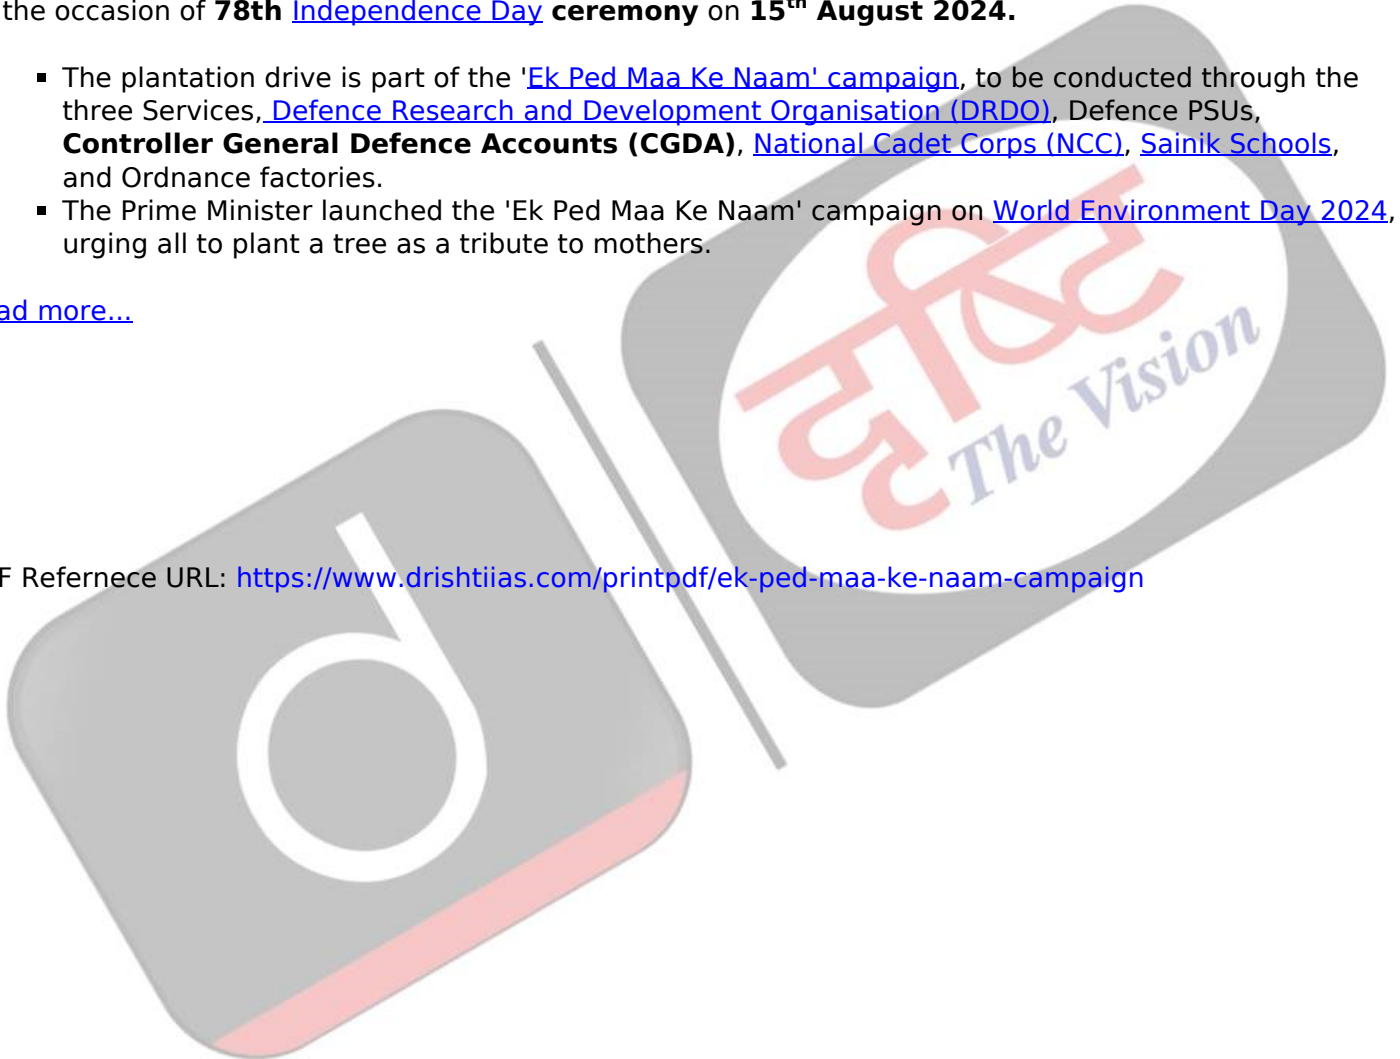 the occasion of 78th Independence Day ceremony on 15th August 2024.
▪ The plantation drive is part of the 'Ek Ped Maa Ke Naam' campaign, to be conducted through the
three Services, Defence Research and Development Organisation (DRDO), Defence PSUs,
Controller General Defence Accounts (CGDA), National Cadet Corps (NCC), Sainik Schools,
and Ordnance factories.
▪ The Prime Minister launched the 'Ek Ped Maa Ke Naam' campaign on World Environment Day 2024,
urging all to plant a tree as a tribute to mothers.
ad more...
दृष्टि
The Vision
F Refernece URL: https://www.drishtiias.com/printpdf/ek-ped-maa-ke-naam-campaign
d